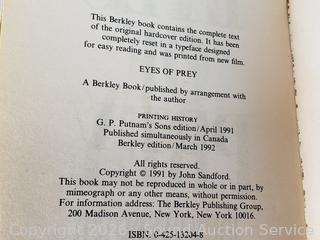 This Berkley book contains the complete text
of the original hardcover edition. It has been
completely reset in a typeface designed
for easy reading and was printed from new film.
EYES OF PREY
A Berkley Book/published by arrangement with
the author
PRINTING HISTORY
G. P. Putnam's Sons edition/April 1991
Published simultaneously in Canada
Berkley edition/March 1992
All rights reserved.
Copyright © 1991 by John Sandford.
This book may not be reproduced in whole or in part, by
mimeograph or any other means, without permission.
For information address: The Berkley Publishing Group,
200 Madison Avenue, New York, New York 10016.
ISBN: 0-425-13204-8
Auction Service